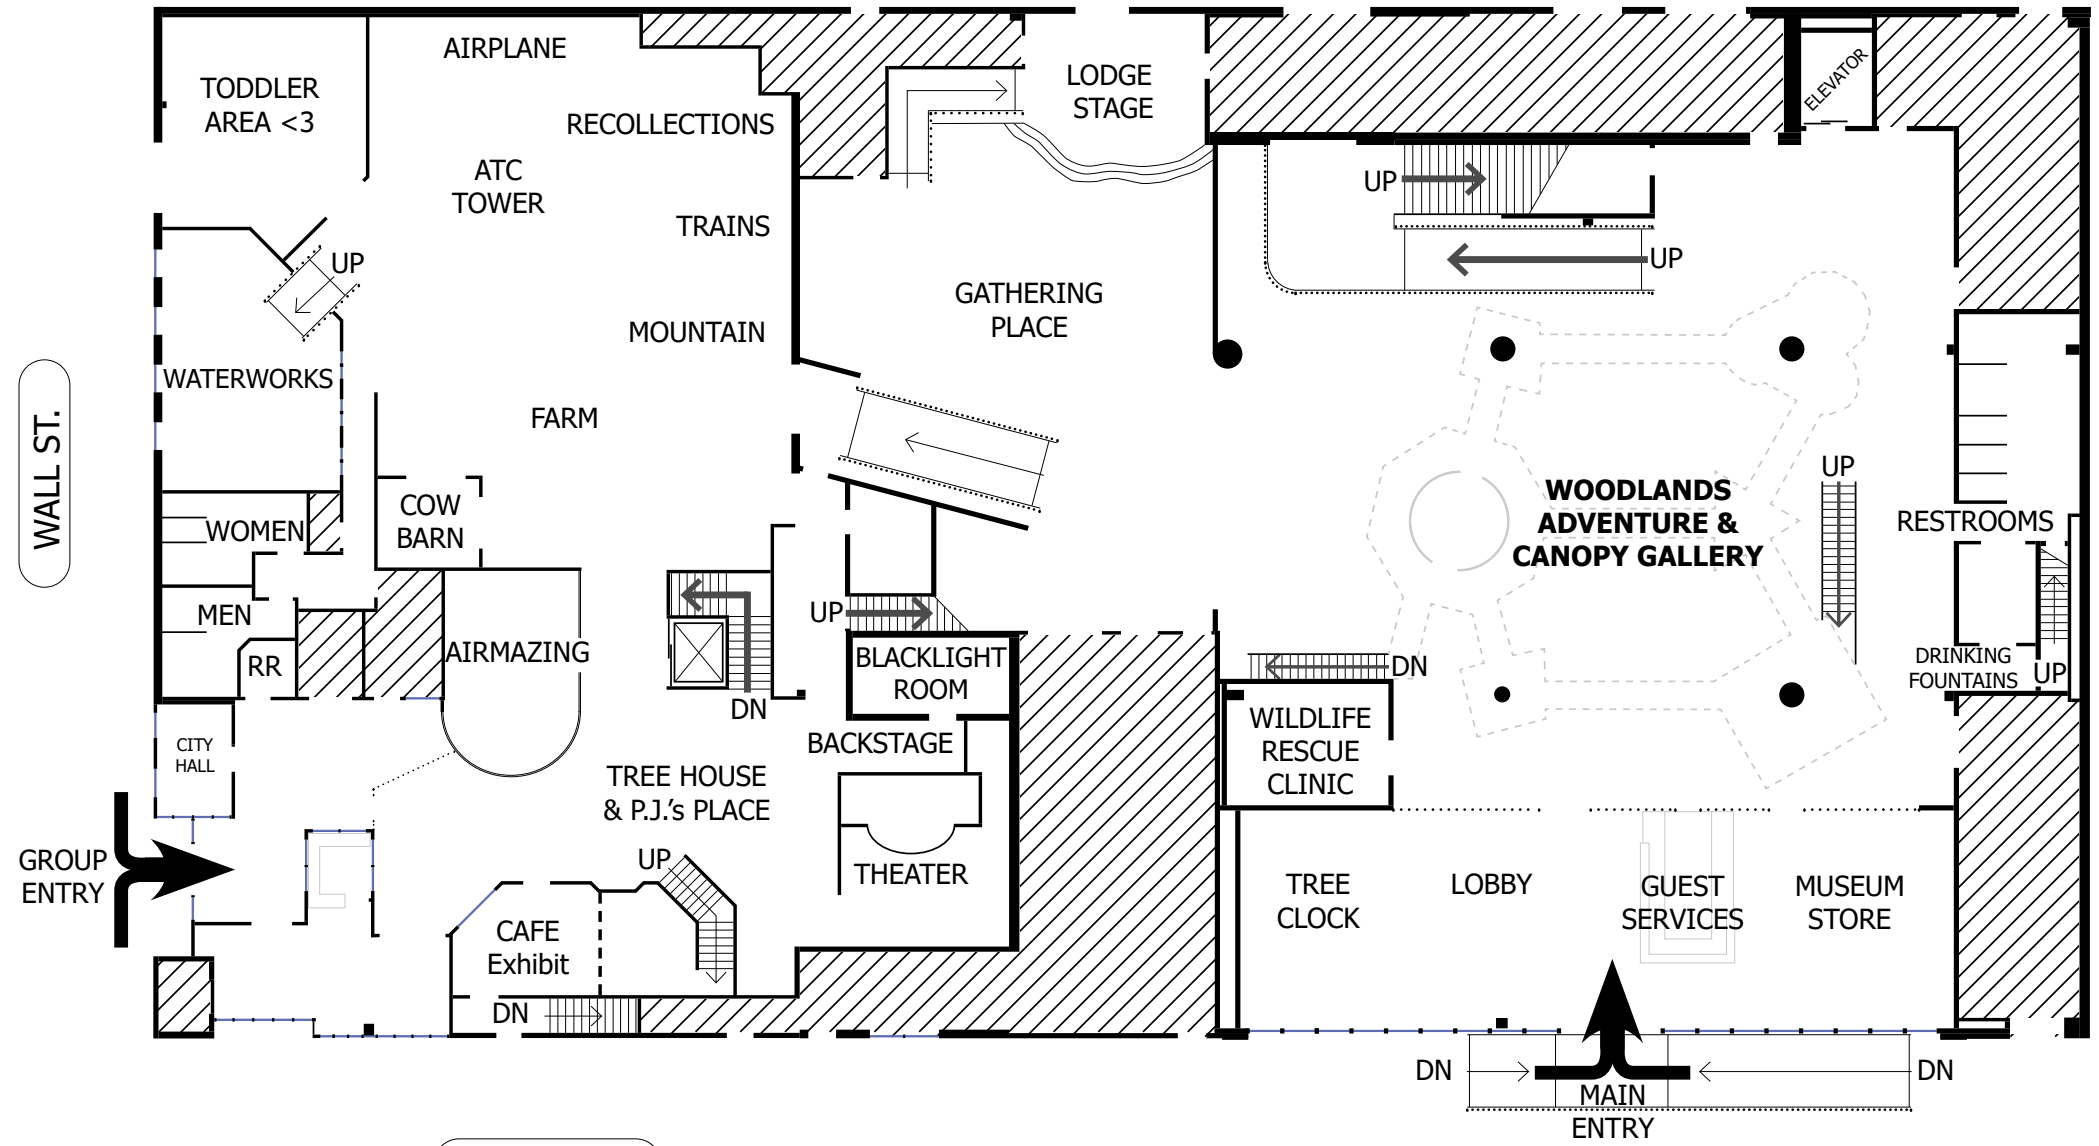 AIRPLANE
TODDLER
AREA <3
LODGE
STAGE
ELEVATOR
RECOLLECTIONS
ATC
TOWER
UP
TRAINS
UP
UP
GATHERING
PLACE
MOUNTAIN
WATERWORKS
WALL ST.
FARM
UP
WOODLANDS
ADVENTURE &
CANOPY GALLERY
COW
BARN
WOMEN
RESTROOMS
MEN
UP
AIRMAZING
RR
BLACKLIGHT
ROOM
DN
DRINKING
FOUNTAINS
UP
DN
WILDLIFE
RESCUE
CLINIC
CITY
HALL
BACKSTAGE
TREE HOUSE
& P.J.'s PLACE
GROUP
ENTRY
UP
THEATER
TREE
CLOCK
LOBBY
GUEST
SERVICES
MUSEUM
STORE
CAFE
Exhibit
DN
DN
DN
MAIN
ENTRY